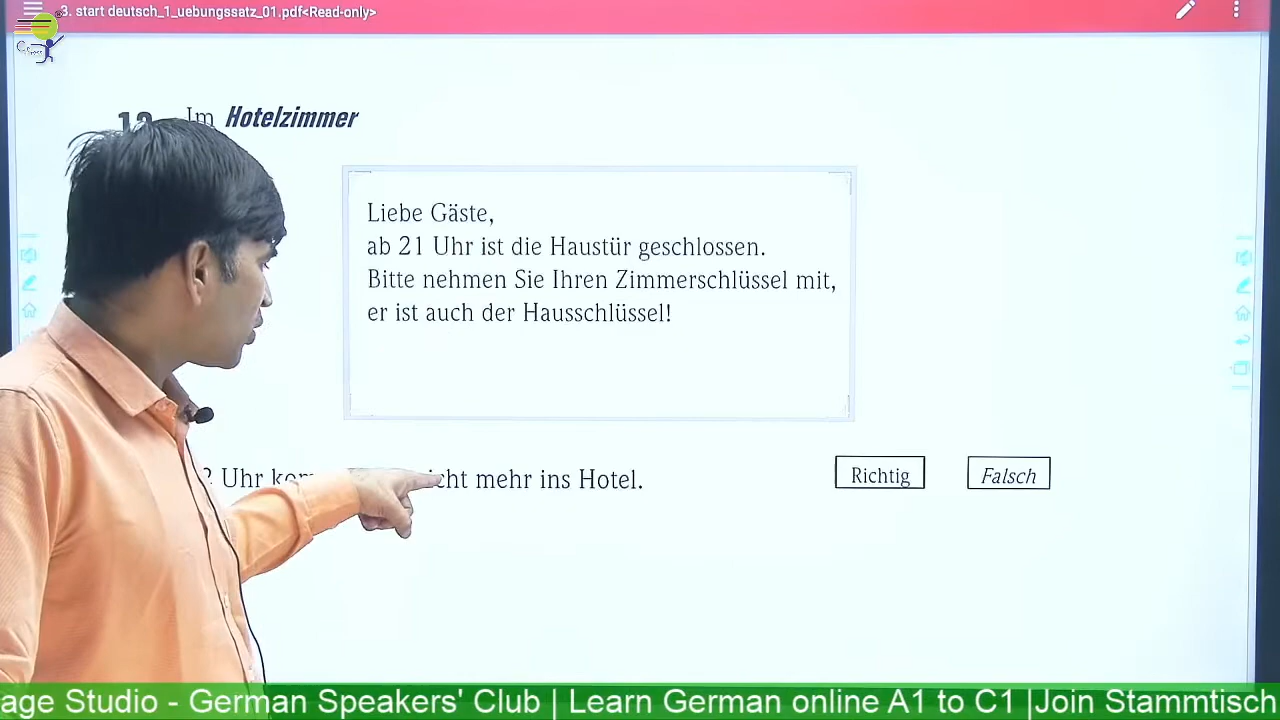 3. start deutsch_1_uebungssatz_01.pdf<Read-only>
Im Hotelzimmer
Liebe Gäste,
ab 21 Uhr ist die Haustür geschlossen.
Bitte nehmen Sie Ihren Zimmerschlüssel mit,
er ist auch der Hausschlüssel!
Uhr mehr ins Hotel.
Richtig
Falsch
age Studio - German Speakers' Club | Learn German online A1 to C1 |Join Stammtisch